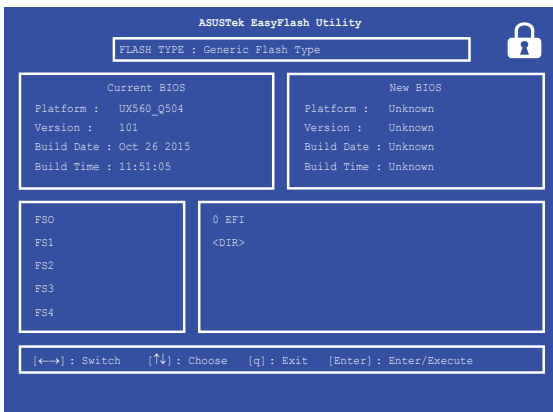 ASUSTek EasyFlash Utility
FLASH TYPE : Generic Flash Type
Current BIOS
Platform : UX560_Q504
Version : 101
Build Date : Oct 26 2015
Build Time : 11:51:05
New BIOS
Platform : Unknown
Version : Unknown
Build Date : Unknown
Build Time : Unknown
FSO
FS1
FS2
FS3
FS4
0 EFI
<DIR>
[←→] : Switch [↑↓] : Choose [q] : Exit [Enter] : Enter/Execute